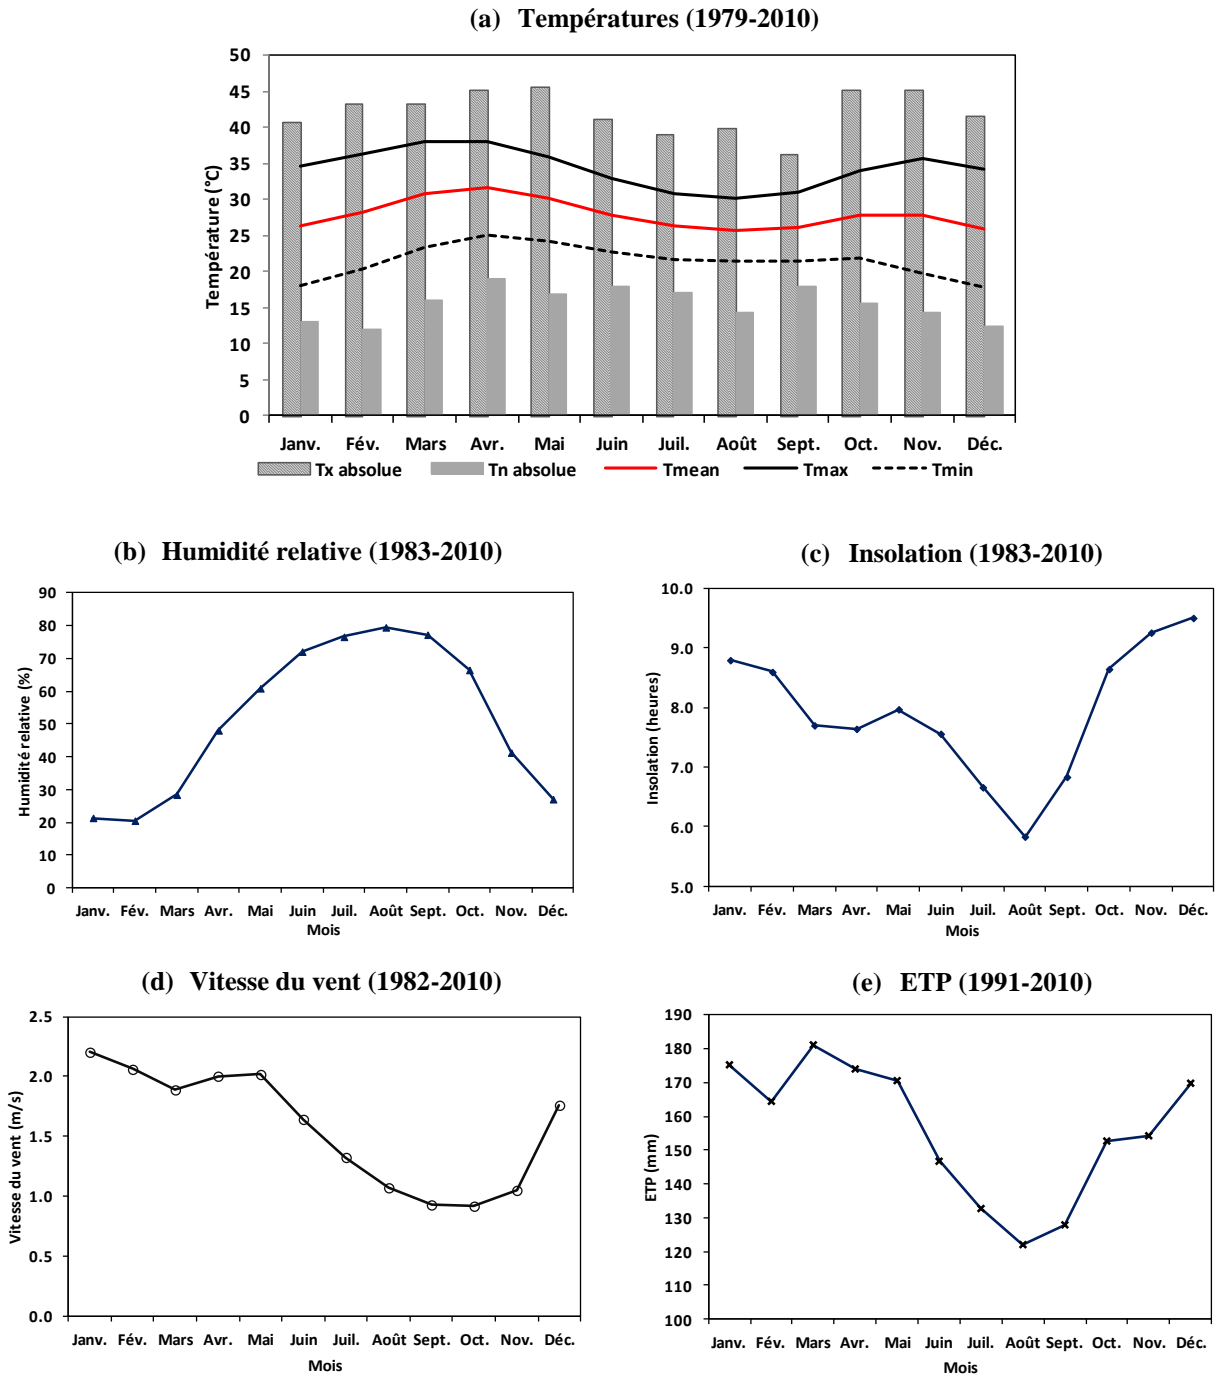 (a) Températures (1979-2010)
50
45
40
35
30
25
20
15
10
5
0
Température (°C)
Janv. Fév. Mars Avr. Mai Juin Juil. Août Sept. Oct. Nov. Déc.
Tx absolue Tn absolue Tmean Tmax Tmin
(b) Humidité relative (1983-2010)
90
80
70
60
50
40
30
20
10
0
Humidité relative (%)
Janv. Fév. Mars Avr. Mai Juin Juil. Août Sept. Oct. Nov. Déc.
Mois
(c) Insolation (1983-2010)
10.0
9.0
8.0
7.0
6.0
5.0
Insolation (heures)
Janv. Fév. Mars Avr. Mai Juin Juil. Août Sept. Oct. Nov. Déc.
Mois
(d) Vitesse du vent (1982-2010)
2.5
2.0
1.5
1.0
0.5
0.0
Vitesse du vent (m/s)
Janv. Fév. Mars Avr. Mai Juin Juil. Août Sept. Oct. Nov. Déc.
Mois
(e) ETP (1991-2010)
190
180
170
160
150
140
130
120
110
100
ETP (mm)
Janv. Fév. Mars Avr. Mai Juin Juil. Août Sept. Oct. Nov. Déc.
Mois